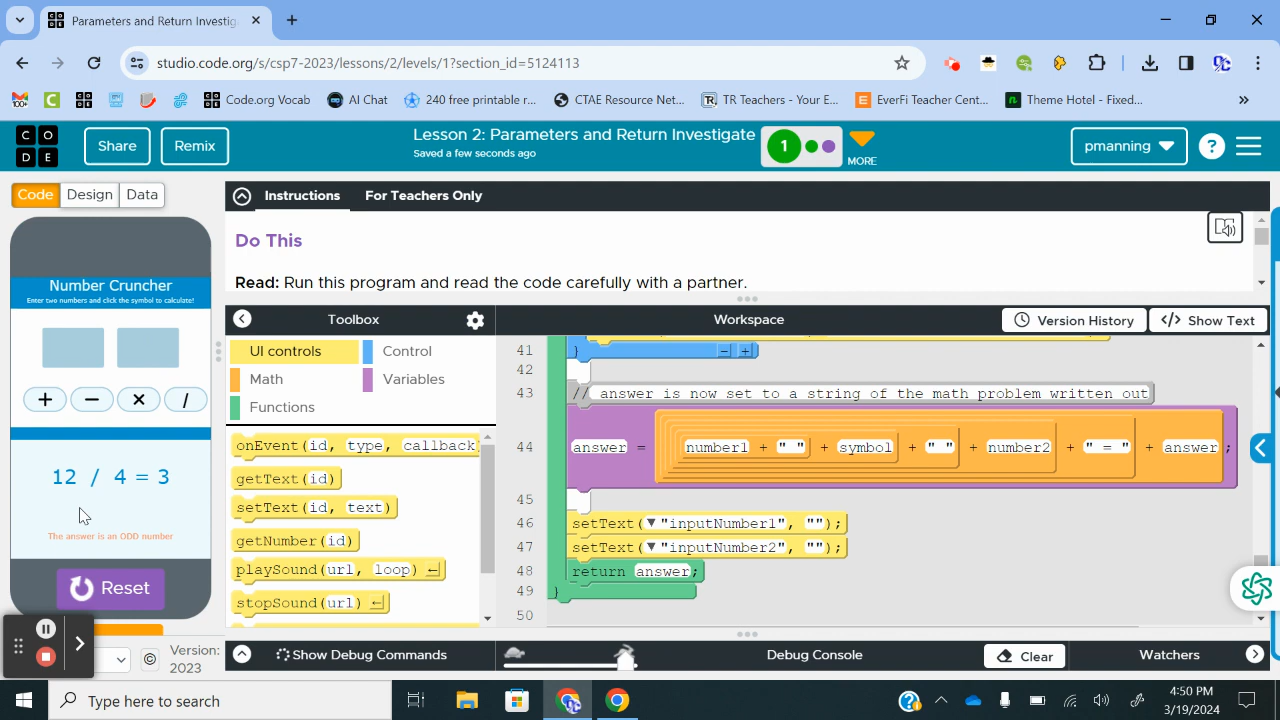 Parameters and Return Investig
studio.code.org/s/csp7-2023/lessons/2/levels/1?section_id=5124113
Code.org Vocab
AI Chat
240 free printable r...
CTAE Resource Net...
TR Teachers - Your E...
EverFi Teacher Cent...
Theme Hotel - Fixed...
C O
D E
Share
Remix
Lesson 2: Parameters and Return Investigate
Saved a few seconds ago
1
MORE
pmanning
?
Code
Design
Data
Instructions
For Teachers Only
Do This
Read: Run this program and read the code carefully with a partner.
Number Cruncher
Enter two numbers and click the symbol to calculate!
+ − × /
12 / 4 = 3
The answer is an ODD number
Reset
Version:
2023
Toolbox
Workspace
Version History
</> Show Text
UI controls
Control
Math
Variables
Functions
onEvent(id, type, callback
getText(id)
setText(id, text)
getNumber(id)
playSound(url, loop)
stopSound(url)
41 }
42
43 // answer is now set to a string of the math problem written out
44 answer = number1 + " " + symbol + " " + number2 + " = " + answer;
45
46 setText(▼"inputNumber1", "");
47 setText(▼"inputNumber2", "");
48 return answer;
49 }
50
Show Debug Commands
Debug Console
Clear
Watchers
Type here to search
4:50 PM
3/19/2024